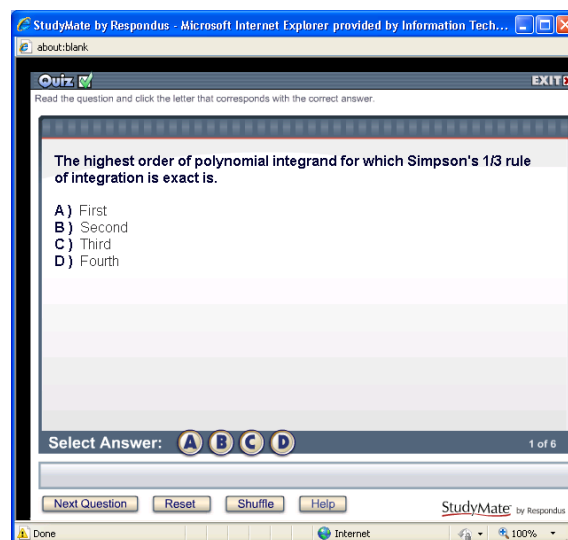 StudyMate by Respondus - Microsoft Internet Explorer provided by Information Tech...
about:blank
Quiz
EXIT
Read the question and click the letter that corresponds with the correct answer.
The highest order of polynomial integrand for which Simpson's 1/3 rule
of integration is exact is.
A ) First
B ) Second
C ) Third
D ) Fourth
Select Answer: A B C D 1 of 6
Next Question Reset Shuffle Help StudyMate by Respondus
Done Internet 100%